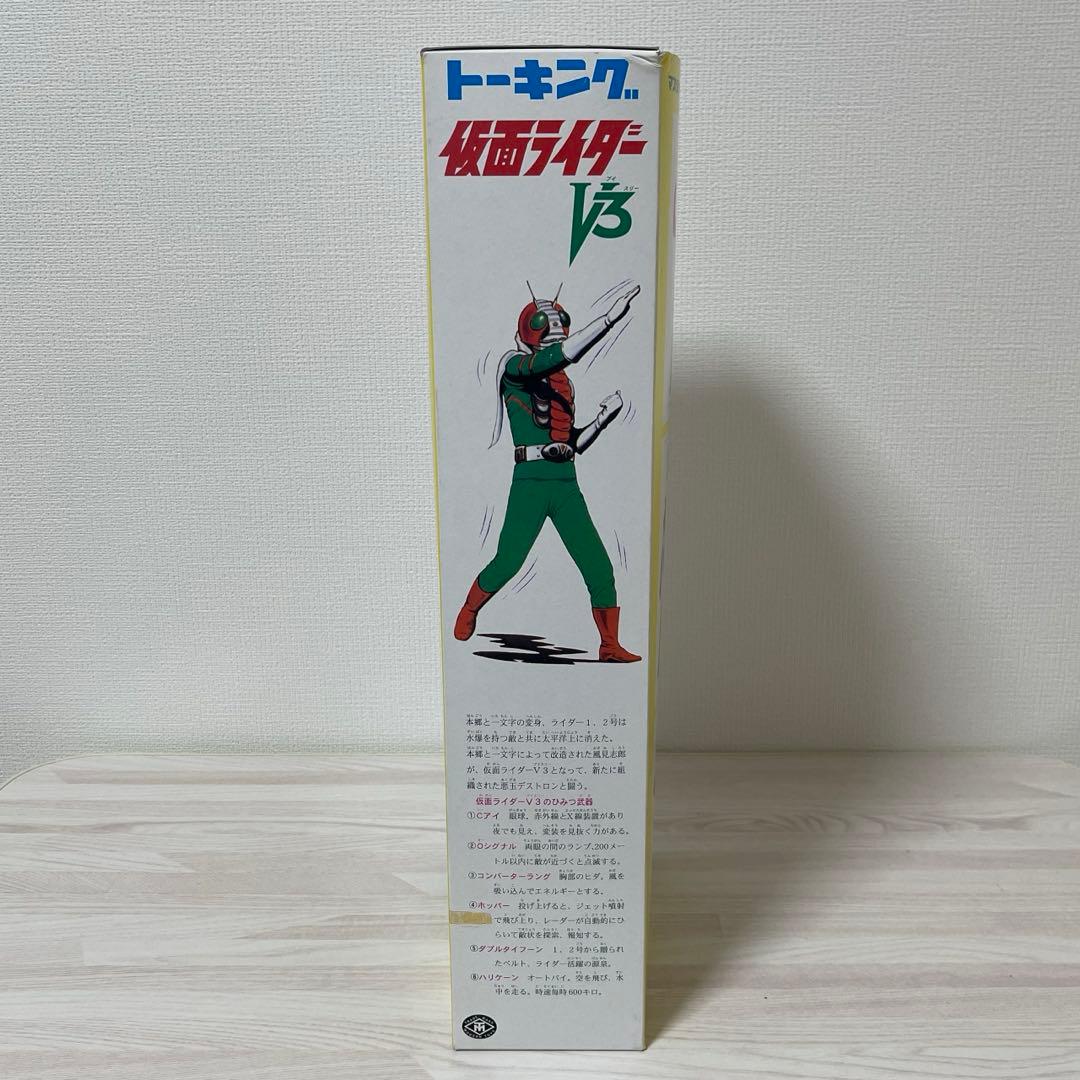 トーキング
仮面ライダー
ブイ スリー
V3
本郷と一文字の変身、ライダー1、2号は
水爆を持つ敵と共に太平洋上に消えた。
本郷と一文字によって改造された風見志郎
が、仮面ライダーV3となって、新たに組
織された悪玉デストロンと闘う。
仮面ライダーV3のひみつ武器
①Cアイ 眼球。赤外線とX線装置があり
夜でも見え、変装を見抜く力がある。
②Oシグナル 両眼の間のランプ、200メー
トル以内に敵が近づくと点滅する。
③コンバーターラング 胸部のヒダ。風を
吸い込んでエネルギーとする。
④ホッパー 投げ上げると、ジェット噴射
で飛び上り、レーダーが自動的にひ
らいて敵状を探索、報知する。
⑤ダブルタイフーン 1、2号から贈られ
たベルト、ライダー活躍の源泉。
⑥ハリケーン オートバイ。空を飛び、水
中を走る。時速毎時600キロ。